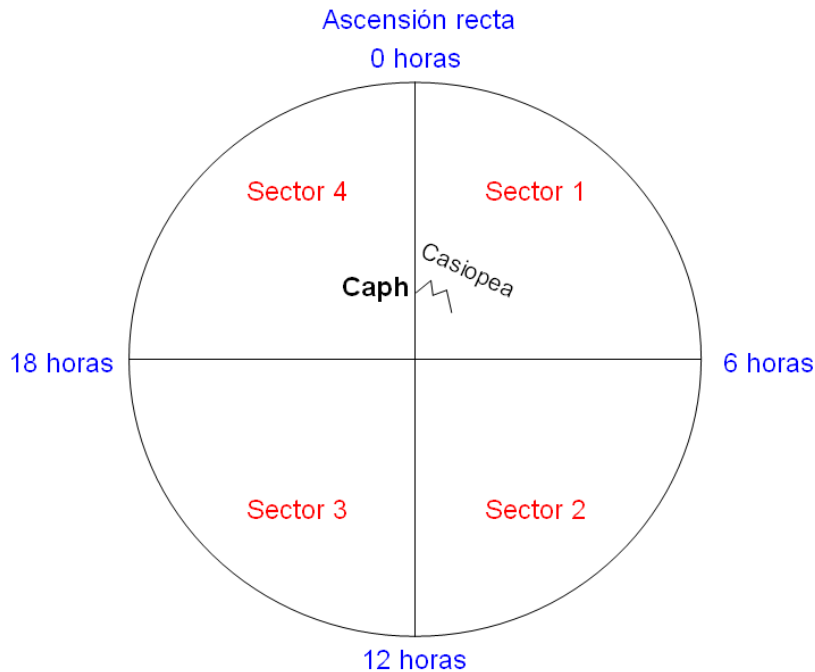 Ascensión recta
0 horas
Sector 4
Sector 1
Casiopea
Caph
18 horas
6 horas
Sector 3
Sector 2
12 horas